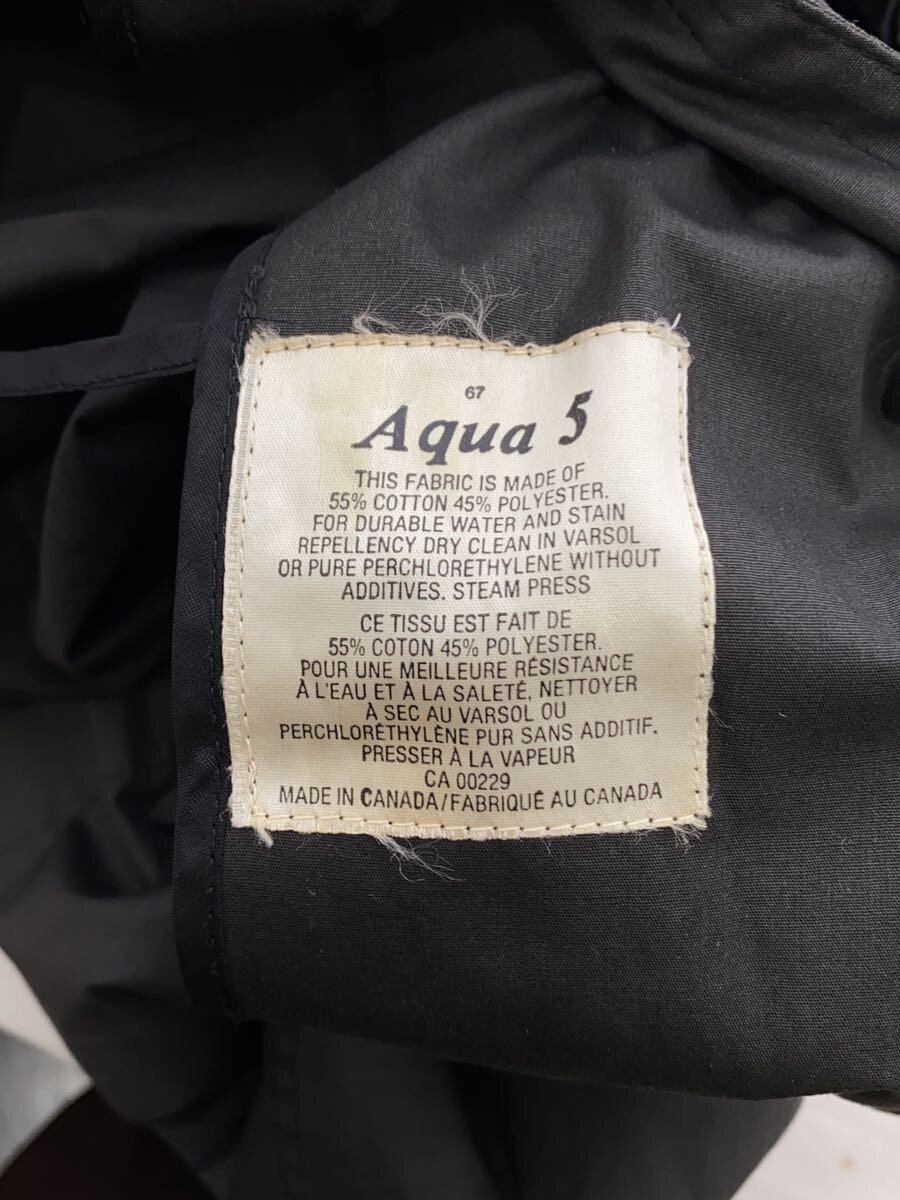 67
Aqua 5
THIS FABRIC IS MADE OF
55% COTTON 45% POLYESTER.
FOR DURABLE WATER AND STAIN
REPELLENCY DRY CLEAN IN VARSOL
OR PURE PERCHLORETHYLENE WITHOUT
ADDITIVES. STEAM PRESS
CE TISSU EST FAIT DE
55% COTON 45% POLYESTER.
POUR UNE MEILLEURE RÉSISTANCE
À L'EAU ET À LA SALETÉ, NETTOYER
À SEC AU VARSOL OU
PERCHLORÉTHYLÈNE PUR SANS ADDITIF.
PRESSER À LA VAPEUR
CA 00229
MADE IN CANADA/FABRIQUÉ AU CANADA